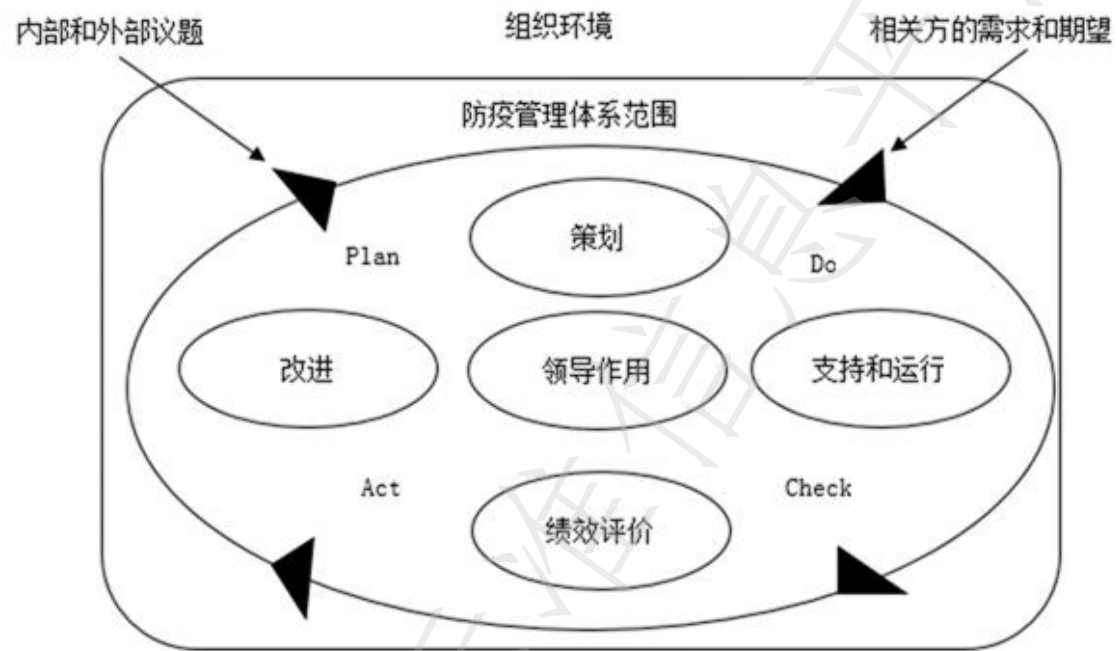 内部和外部议题
组织环境
相关方的需求和期望
防疫管理体系范围
策划
Plan
Do
改进
领导作用
支持和运行
Act
Check
绩效评价